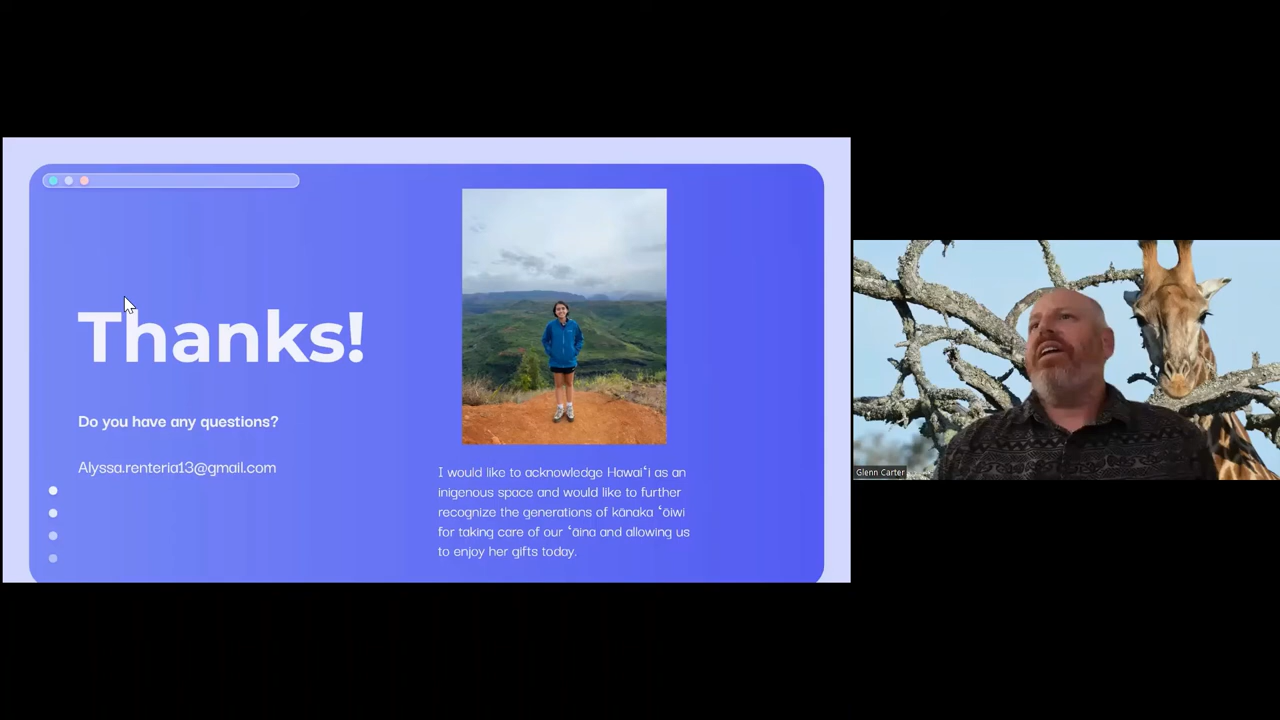 Thanks!
Do you have any questions?
Alyssa.renteria13@gmail.com
I would like to acknowledge Hawaiʻi as an
inigenous space and would like to further
recognize the generations of kānaka ʻōiwi
for taking care of our ʻāina and allowing us
to enjoy her gifts today.
Glenn Carter